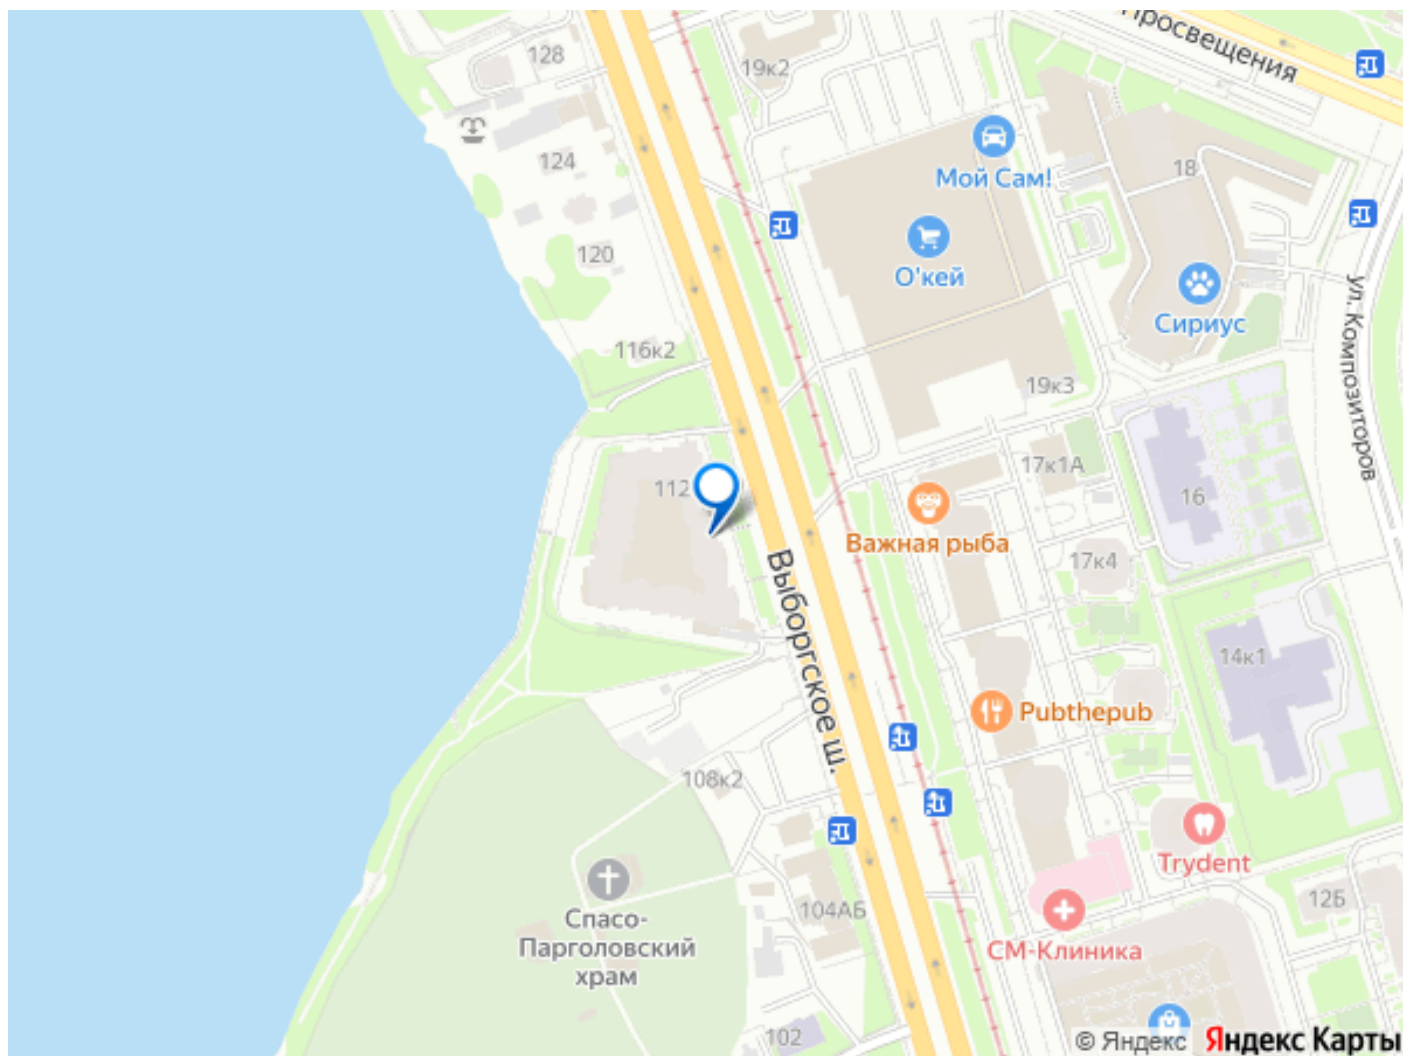 Просвещения
128
19к2
Мой Сам!
124
18
120
О'кей
Сириус
ул. Композиторов
116к2
19к3
17к1А
112
16
Важная рыба
17к4
Выборгское ш.
14к1
Pubthepub
108к2
Trydent
12Б
104АБ
Спасо-
Парголовский
храм
СМ-Клиника
102
© Яндекс Яндекс Карты